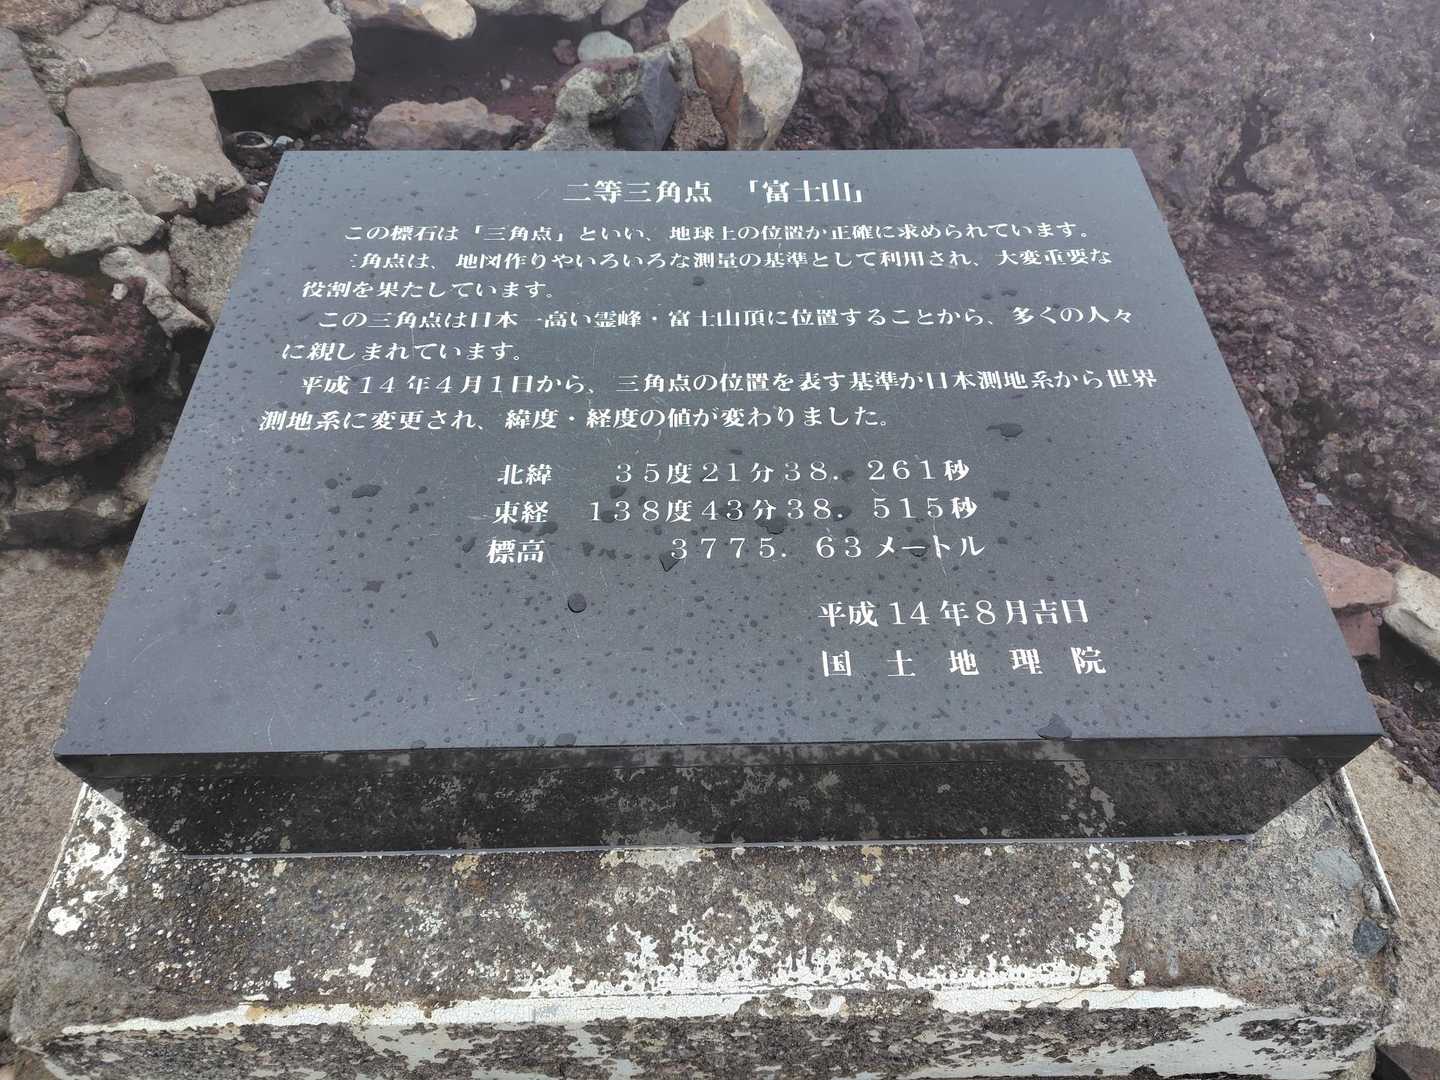 二等三角点　「富士山」
この標石は「三角点」といい、地球上の位置が正確に求められています。
三角点は、地図作りやいろいろな測量の基準として利用され、大変重要な
役割を果たしています。
この三角点は日本一高い霊峰・富士山頂に位置することから、多くの人々
に親しまれています。
平成１４年４月１日から、三角点の位置を表す基準が日本測地系から世界
測地系に変更され、緯度・経度の値が変わりました。
北緯　３５度２１分３８．２６１秒
東経　１３８度４３分３８．５１５秒
標高　３７７５．６３メートル
平成１４年８月吉日
国土地理院